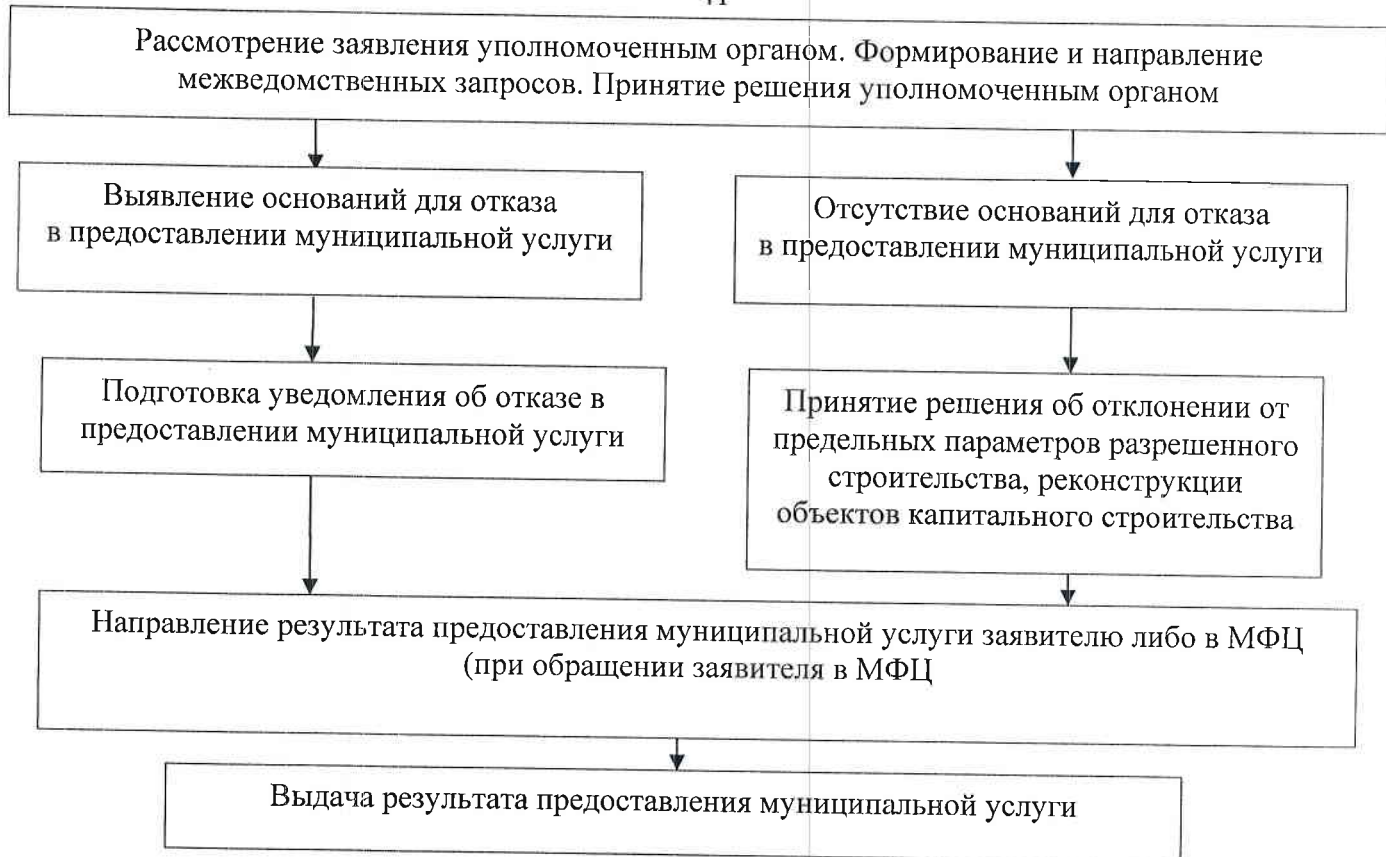 Рассмотрение заявления уполномоченным органом. Формирование и направление
межведомственных запросов. Принятие решения уполномоченным органом
Выявление оснований для отказа
в предоставлении муниципальной услуги
Отсутствие оснований для отказа
в предоставлении муниципальной услуги
Подготовка уведомления об отказе в
предоставлении муниципальной услуги
Принятие решения об отклонении от
предельных параметров разрешенного
строительства, реконструкции
объектов капитального строительства
Направление результата предоставления муниципальной услуги заявителю либо в МФЦ
(при обращении заявителя в МФЦ
Выдача результата предоставления муниципальной услуги